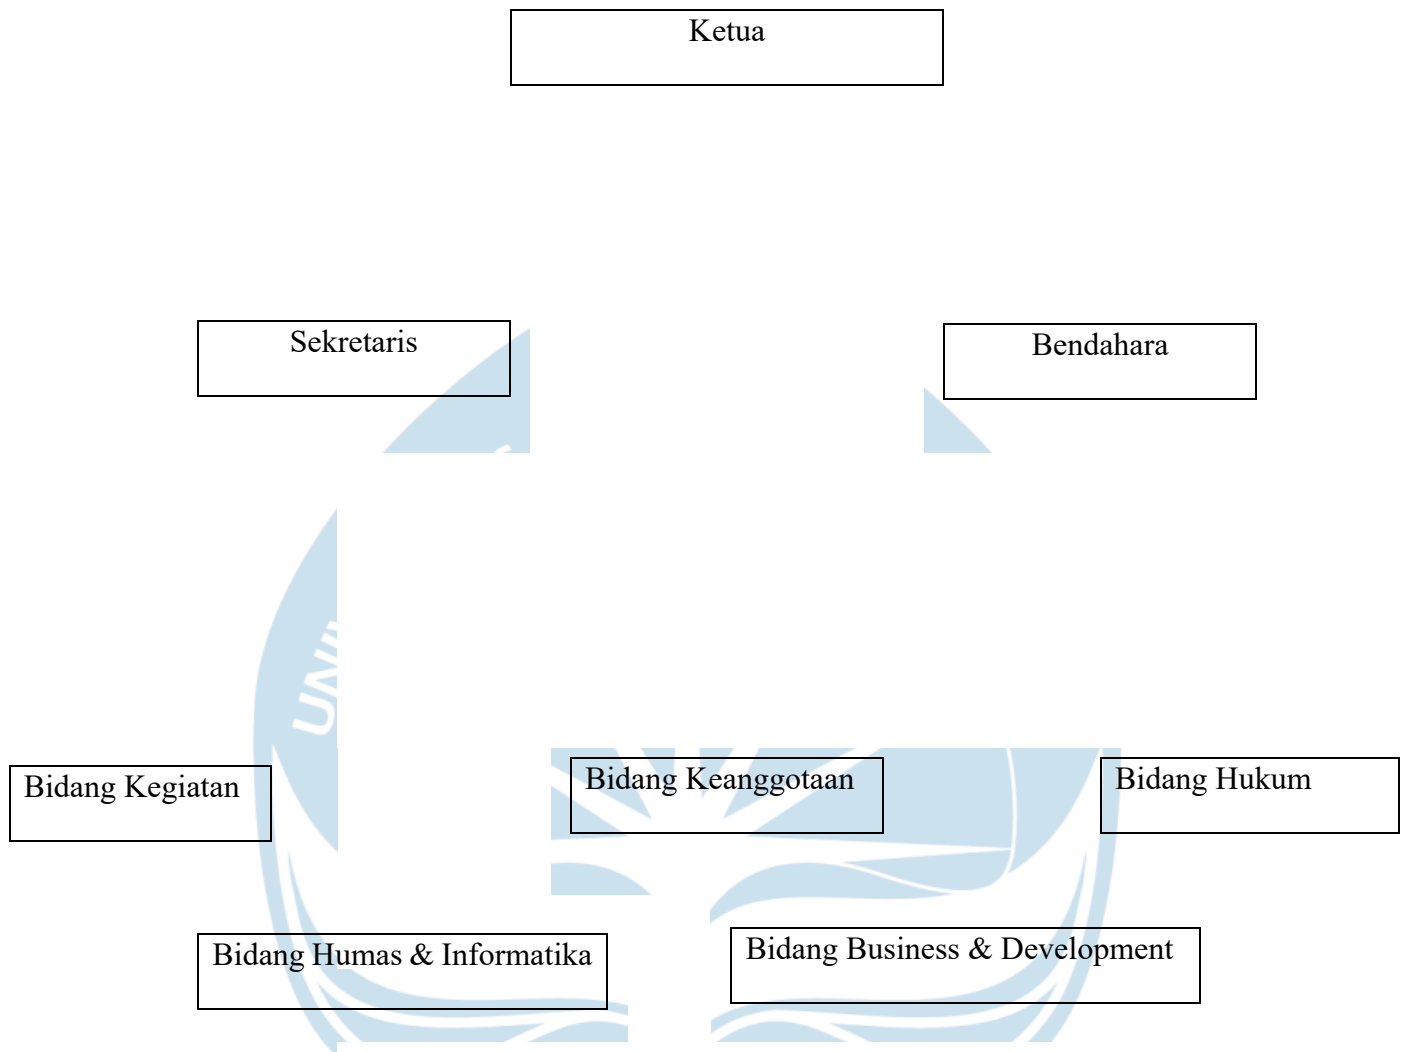 Ketua
Sekretaris
Bendahara
Bidang Kegiatan
Bidang Keanggotaan
Bidang Hukum
Bidang Humas & Informatika
Bidang Business & Development